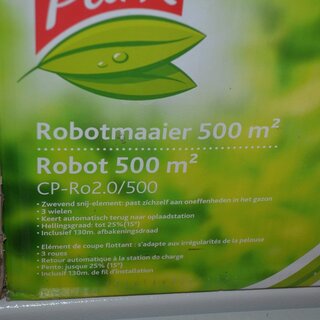 Robotmaaier 500 m²
Robot 500 m²
CP-Ro2.0/500
• Zwevend snij-element: past zichzelf aan oneffenheden in het gazon
• 3 wielen
• Keert automatisch terug naar oplaadstation
• Hellingsgraad: tot 25% (15°)
• Inclusief 130m. afbakeningsdraad
• Elément de coupe flottant : s'adapte aux irrégularités de la pelouse
• 3 roues
• Retour automatique à la station de charge
• Pente: jusque 25% (15°)
• Inclusif 130m. de fil d'installation